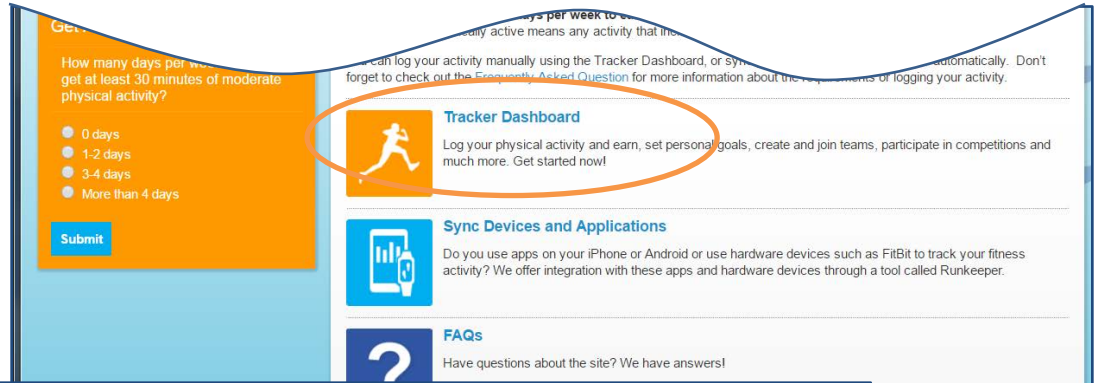 How many days per
get at least 30 minutes of moderate
physical activity?
0 days
1-2 days
3-4 days
More than 4 days
Submit
days per week to
active means any activity that
can log your activity manually using the Tracker Dashboard, or automatically. Don't
forget to check out the Frequently Asked Question for more information about the of logging your activity.
Tracker Dashboard
Log your physical activity and earn, set personal goals, create and join teams, participate in competitions and
much more. Get started now!
Sync Devices and Applications
Do you use apps on your iPhone or Android or use hardware devices such as FitBit to track your fitness
activity? We offer integration with these apps and hardware devices through a tool called Runkeeper.
FAQs
Have questions about the site? We have answers!